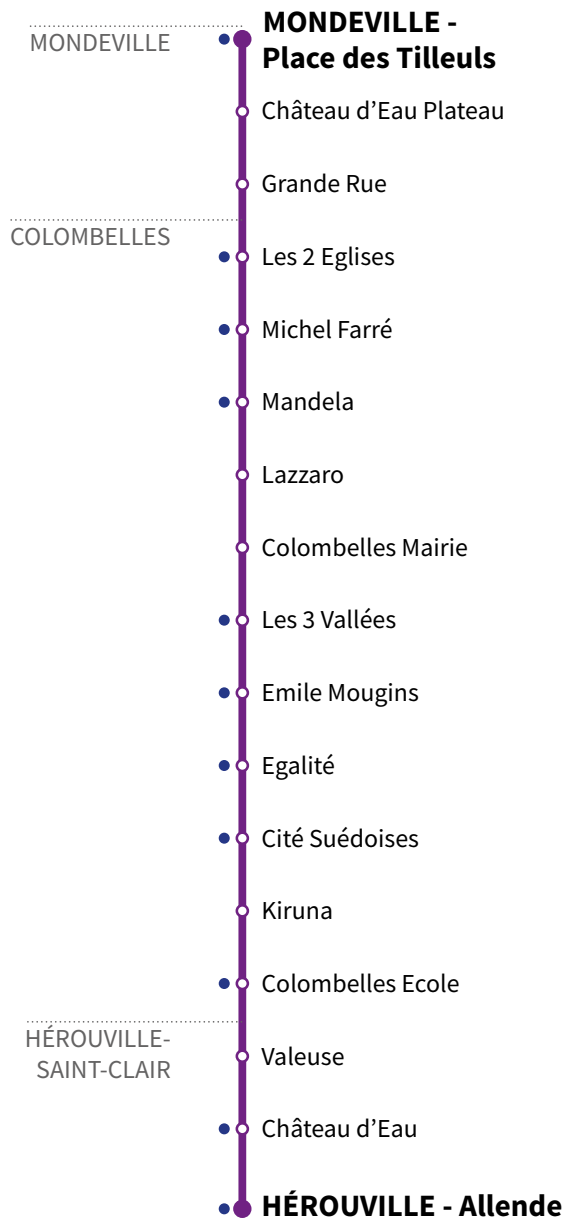 MONDEVILLE
MONDEVILLE -
Place des Tilleuls
Château d’Eau Plateau
Grande Rue
COLOMBELLES
Les 2 Eglises
Michel Farré
Mandela
Lazzaro
Colombelles Mairie
Les 3 Vallées
Emile Mougins
Egalité
Cité Suédoises
Kiruna
Colombelles Ecole
HÉROUVILLE-
SAINT-CLAIR
Valeuse
Château d’Eau
HÉROUVILLE - Allende